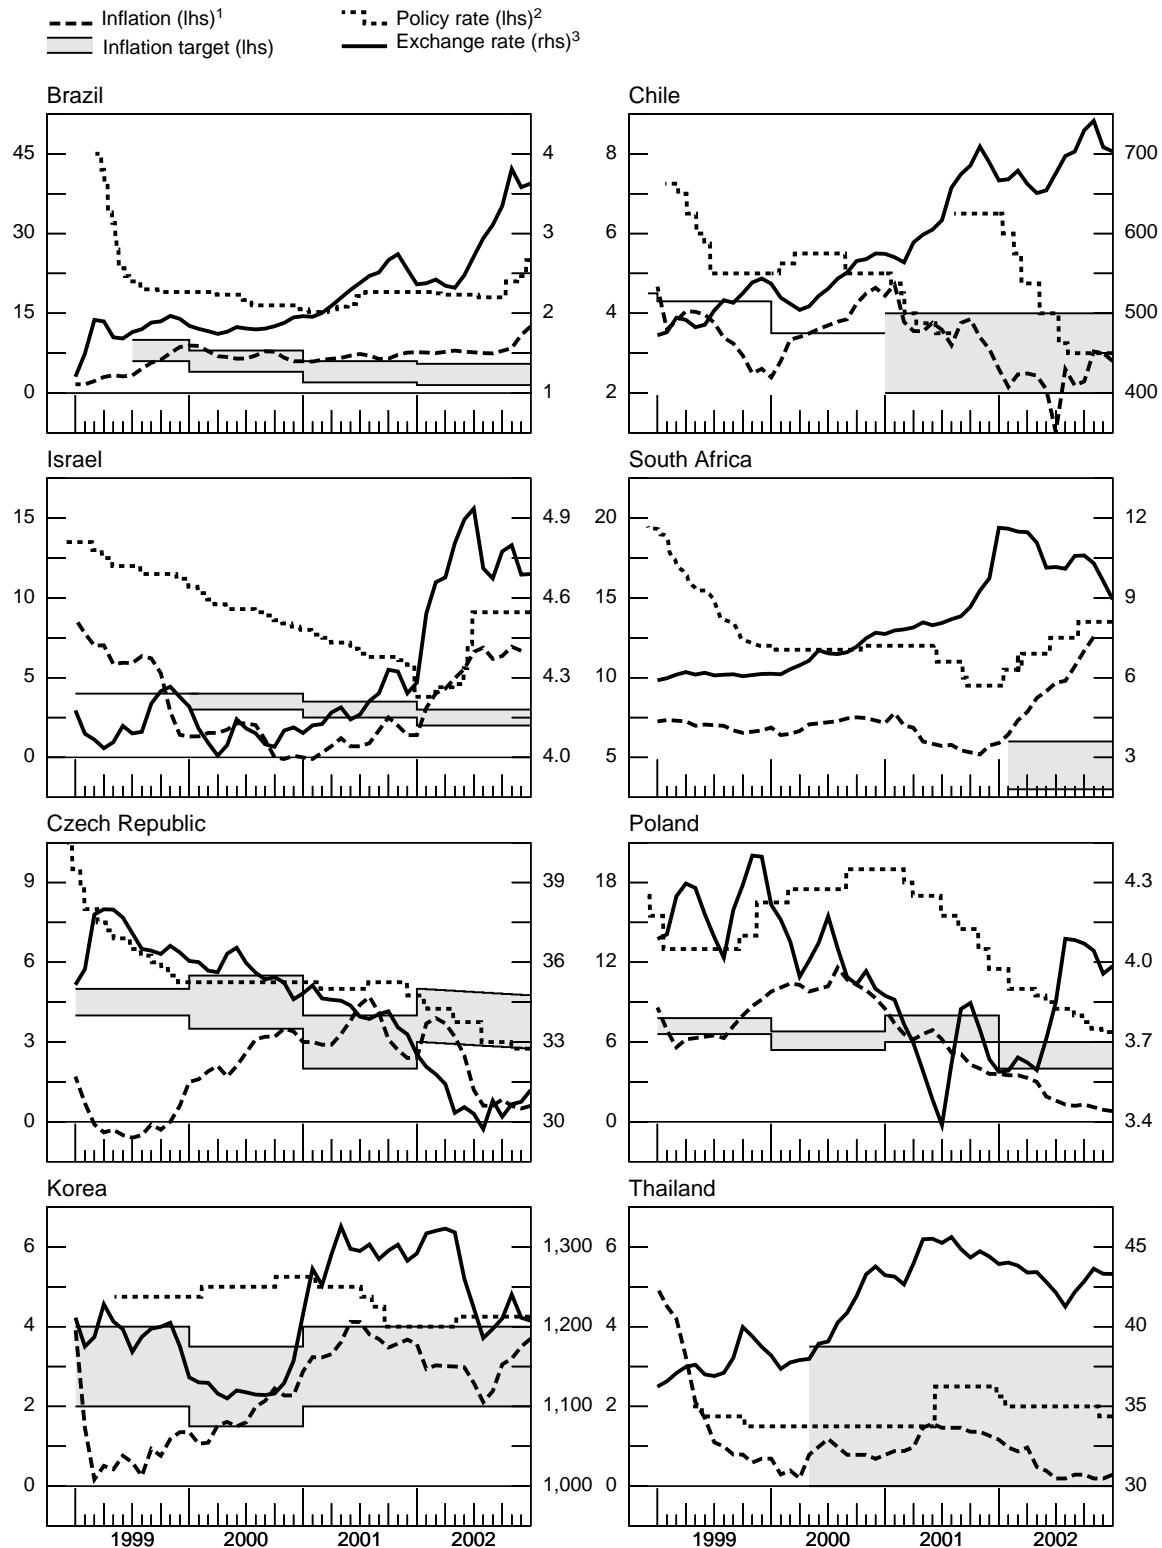 Inflation (lhs)1 Policy rate (lhs)2
Inflation target (lhs) Exchange rate (rhs)3
Brazil Chile
45 4 8 700
30 3 6 600
15 2 4 500
0 1 2 400
Israel South Africa
15 4.9 20 12
10 4.6 15 9
5 4.3 10 6
0 4.0 5 3
Czech Republic Poland
9 39 18 4.3
6 36 12 4.0
3 33 6 3.7
0 30 0 3.4
Korea Thailand
6 1,300 6 45
4 1,200 4 40
2 1,100 2 35
0 1,000 0 30
1999 2000 2001 2002 1999 2000 2001 2002